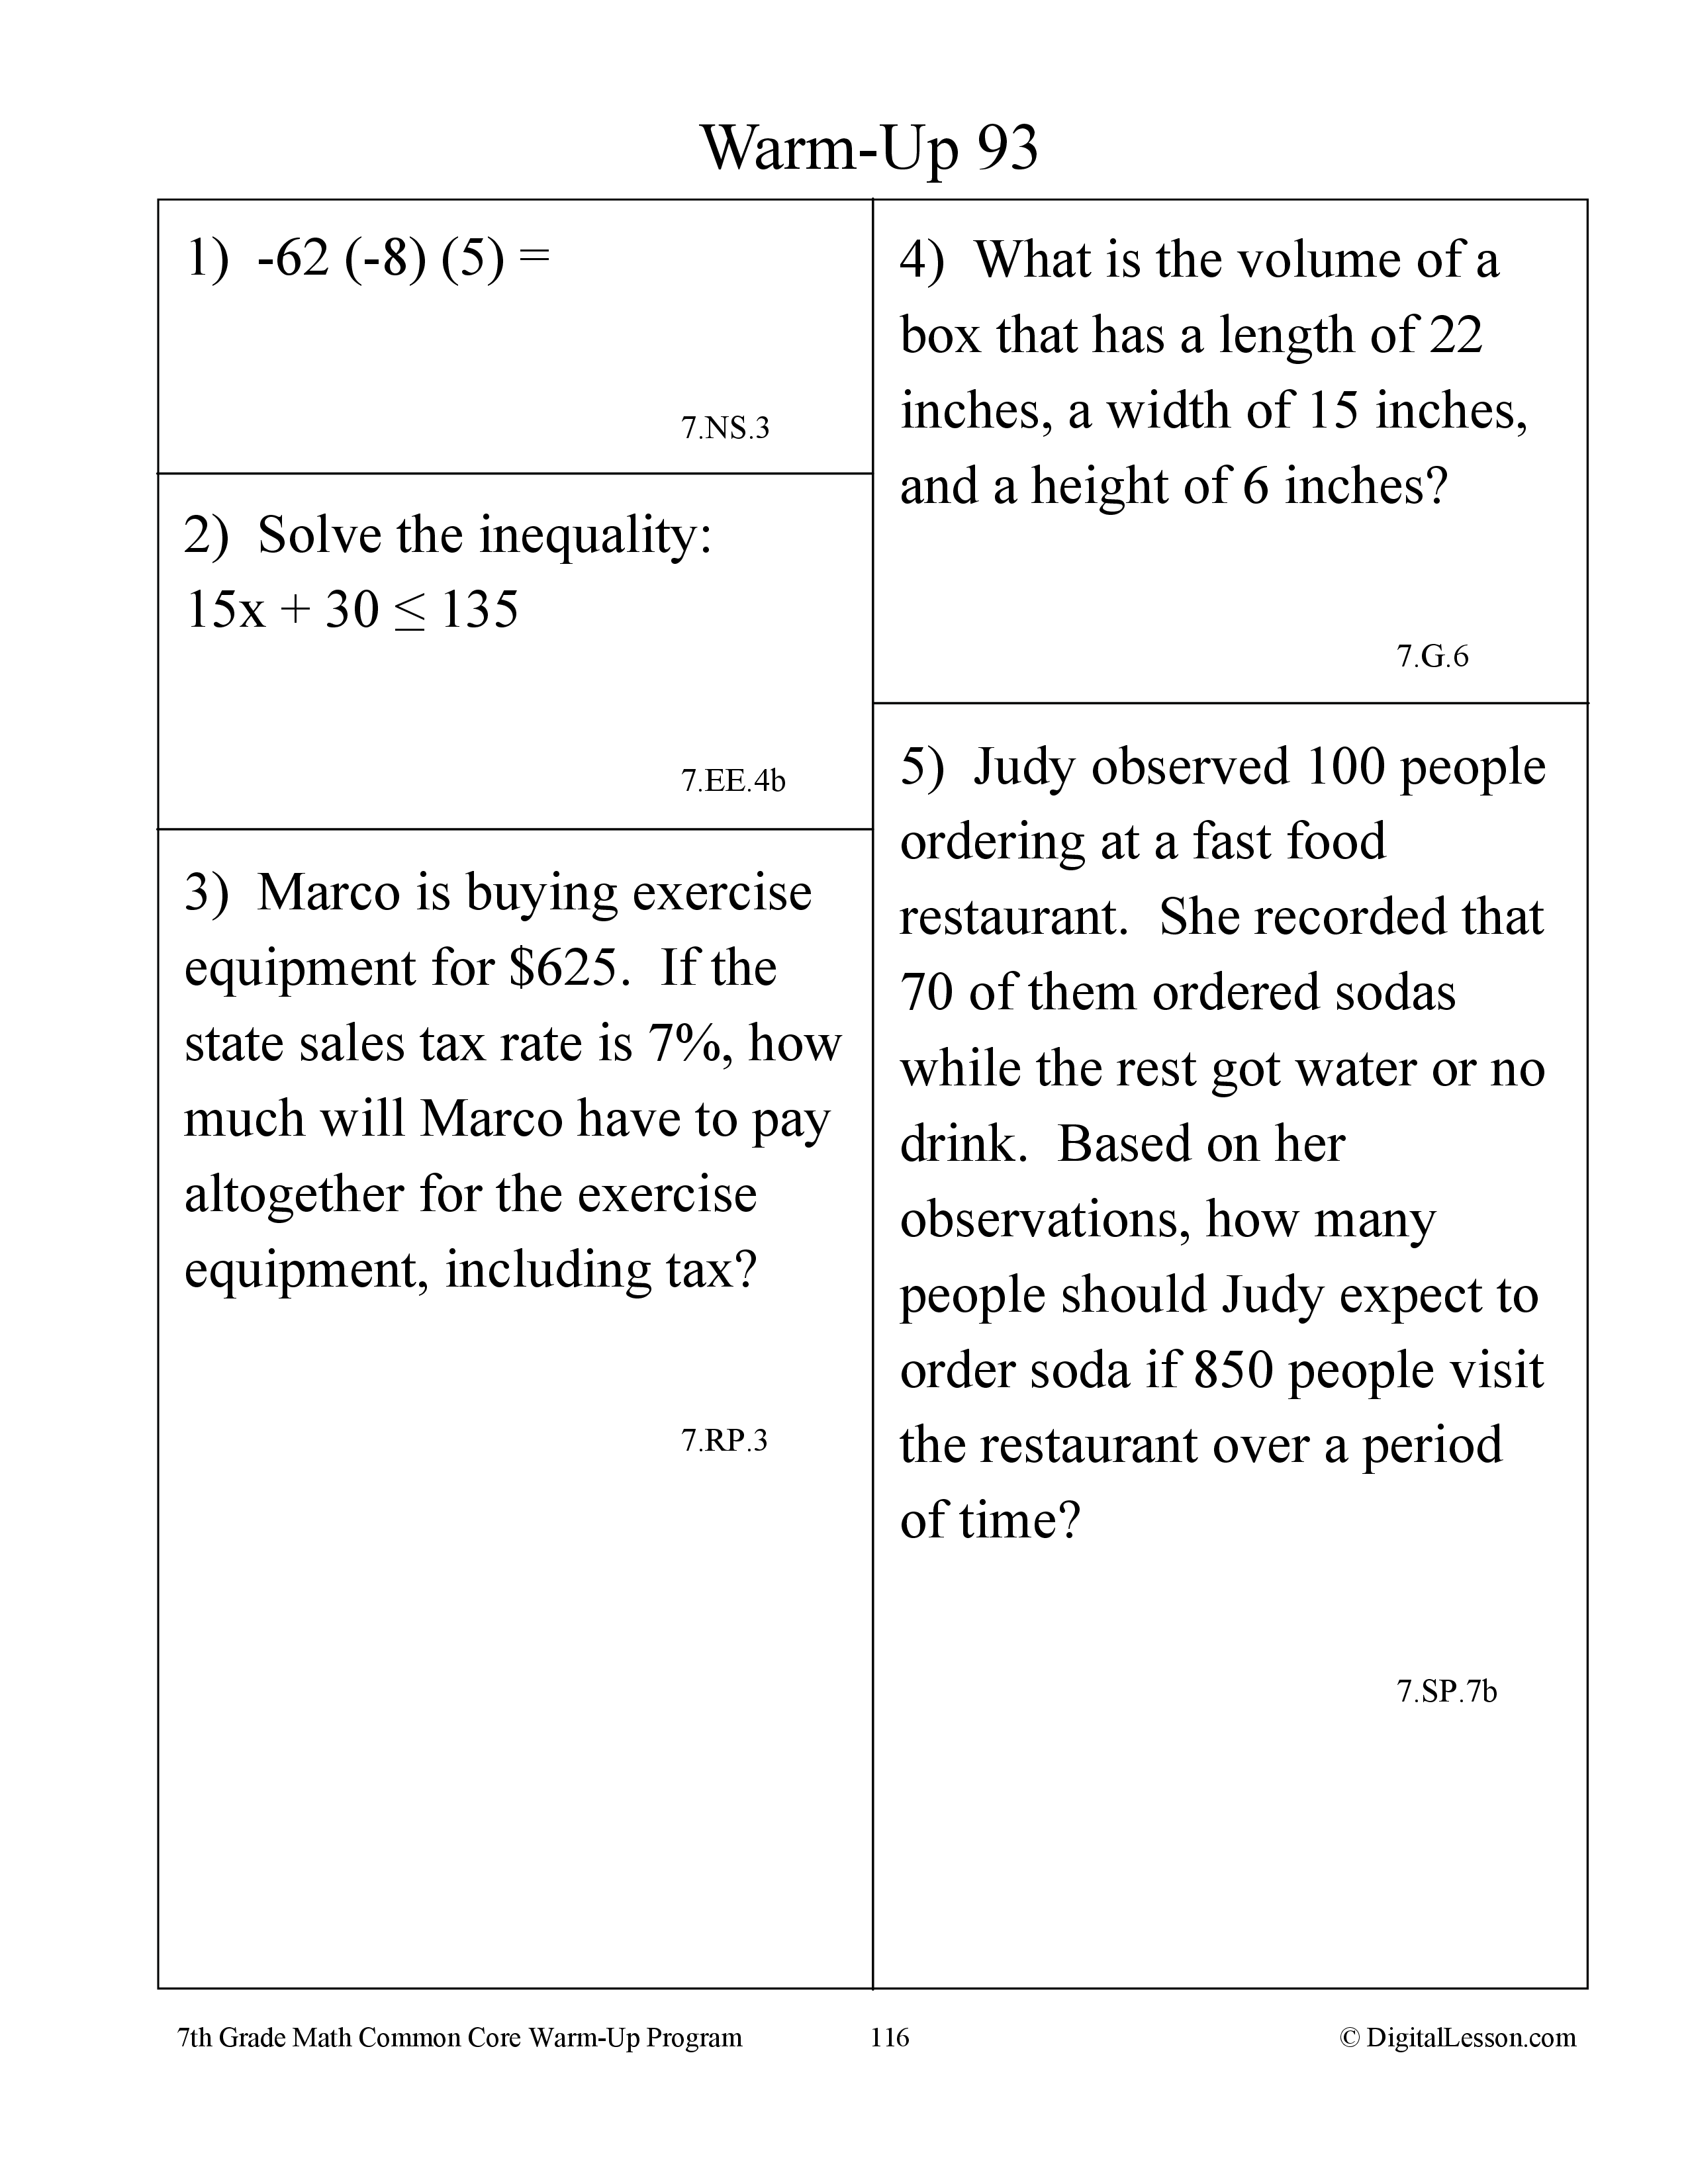 Warm-Up 93
1)  -62 (-8) (5) =
7.NS.3
2)  Solve the inequality:
15x + 30 ≤ 135
7.EE.4b
3)  Marco is buying exercise
equipment for $625.  If the
state sales tax rate is 7%, how
much will Marco have to pay
altogether for the exercise
equipment, including tax?
7.RP.3
4)  What is the volume of a
box that has a length of 22
inches, a width of 15 inches,
and a height of 6 inches?
7.G.6
5)  Judy observed 100 people
ordering at a fast food
restaurant.  She recorded that
70 of them ordered sodas
while the rest got water or no
drink.  Based on her
observations, how many
people should Judy expect to
order soda if 850 people visit
the restaurant over a period
of time?
7.SP.7b
7th Grade Math Common Core Warm-Up Program 116 © DigitalLesson.com